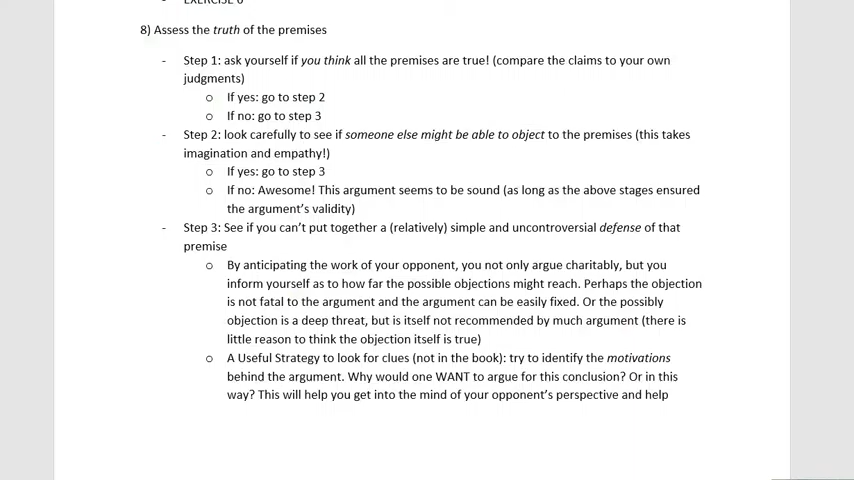 - EXERCISE 6
8) Assess the truth of the premises
- Step 1: ask yourself if you think all the premises are true! (compare the claims to your own
judgments)
o If yes: go to step 2
o If no: go to step 3
- Step 2: look carefully to see if someone else might be able to object to the premises (this takes
imagination and empathy!)
o If yes: go to step 3
o If no: Awesome! This argument seems to be sound (as long as the above stages ensured
the argument's validity)
- Step 3: See if you can't put together a (relatively) simple and uncontroversial defense of that
premise
o By anticipating the work of your opponent, you not only argue charitably, but you
inform yourself as to how far the possible objections might reach. Perhaps the objection
is not fatal to the argument and the argument can be easily fixed. Or the possibly
objection is a deep threat, but is itself not recommended by much argument (there is
little reason to think the objection itself is true)
o A Useful Strategy to look for clues (not in the book): try to identify the motivations
behind the argument. Why would one WANT to argue for this conclusion? Or in this
way? This will help you get into the mind of your opponent's perspective and help